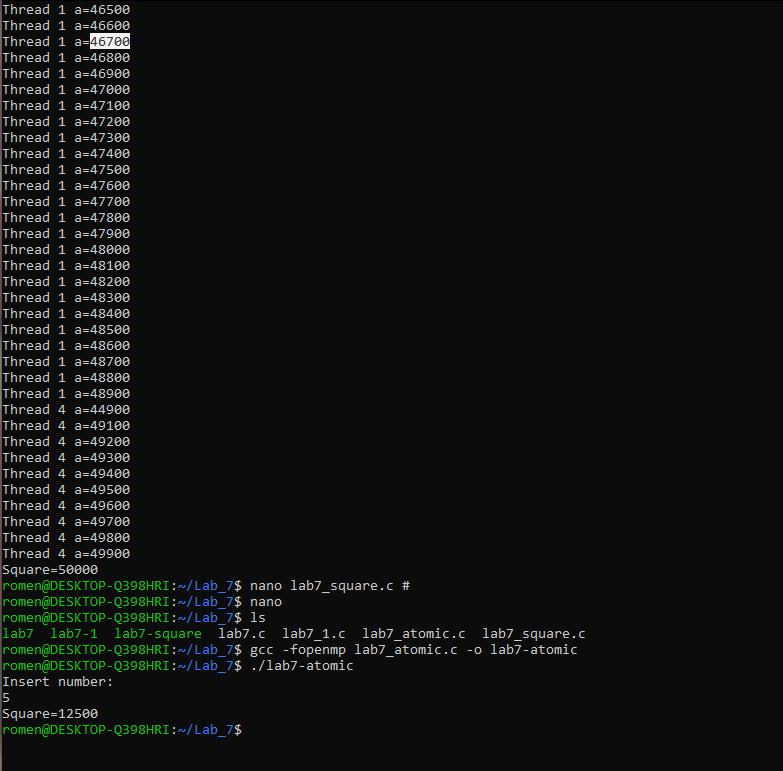 Thread 1 a=46500
Thread 1 a=46600
Thread 1 a=46700
Thread 1 a=46800
Thread 1 a=46900
Thread 1 a=47000
Thread 1 a=47100
Thread 1 a=47200
Thread 1 a=47300
Thread 1 a=47400
Thread 1 a=47500
Thread 1 a=47600
Thread 1 a=47700
Thread 1 a=47800
Thread 1 a=47900
Thread 1 a=48000
Thread 1 a=48100
Thread 1 a=48200
Thread 1 a=48300
Thread 1 a=48400
Thread 1 a=48500
Thread 1 a=48600
Thread 1 a=48700
Thread 1 a=48800
Thread 1 a=48900
Thread 4 a=44900
Thread 4 a=49100
Thread 4 a=49200
Thread 4 a=49300
Thread 4 a=49400
Thread 4 a=49500
Thread 4 a=49600
Thread 4 a=49700
Thread 4 a=49800
Thread 4 a=49900
Square=50000
romen@DESKTOP-Q398HRI:~/Lab_7$ nano lab7_square.c #
romen@DESKTOP-Q398HRI:~/Lab_7$ nano
romen@DESKTOP-Q398HRI:~/Lab_7$ ls
lab7  lab7-1  lab7-square  lab7.c  lab7_1.c  lab7_atomic.c  lab7_square.c
romen@DESKTOP-Q398HRI:~/Lab_7$ gcc -fopenmp lab7_atomic.c -o lab7-atomic
romen@DESKTOP-Q398HRI:~/Lab_7$ ./lab7-atomic
Insert number:
5
Square=12500
romen@DESKTOP-Q398HRI:~/Lab_7$